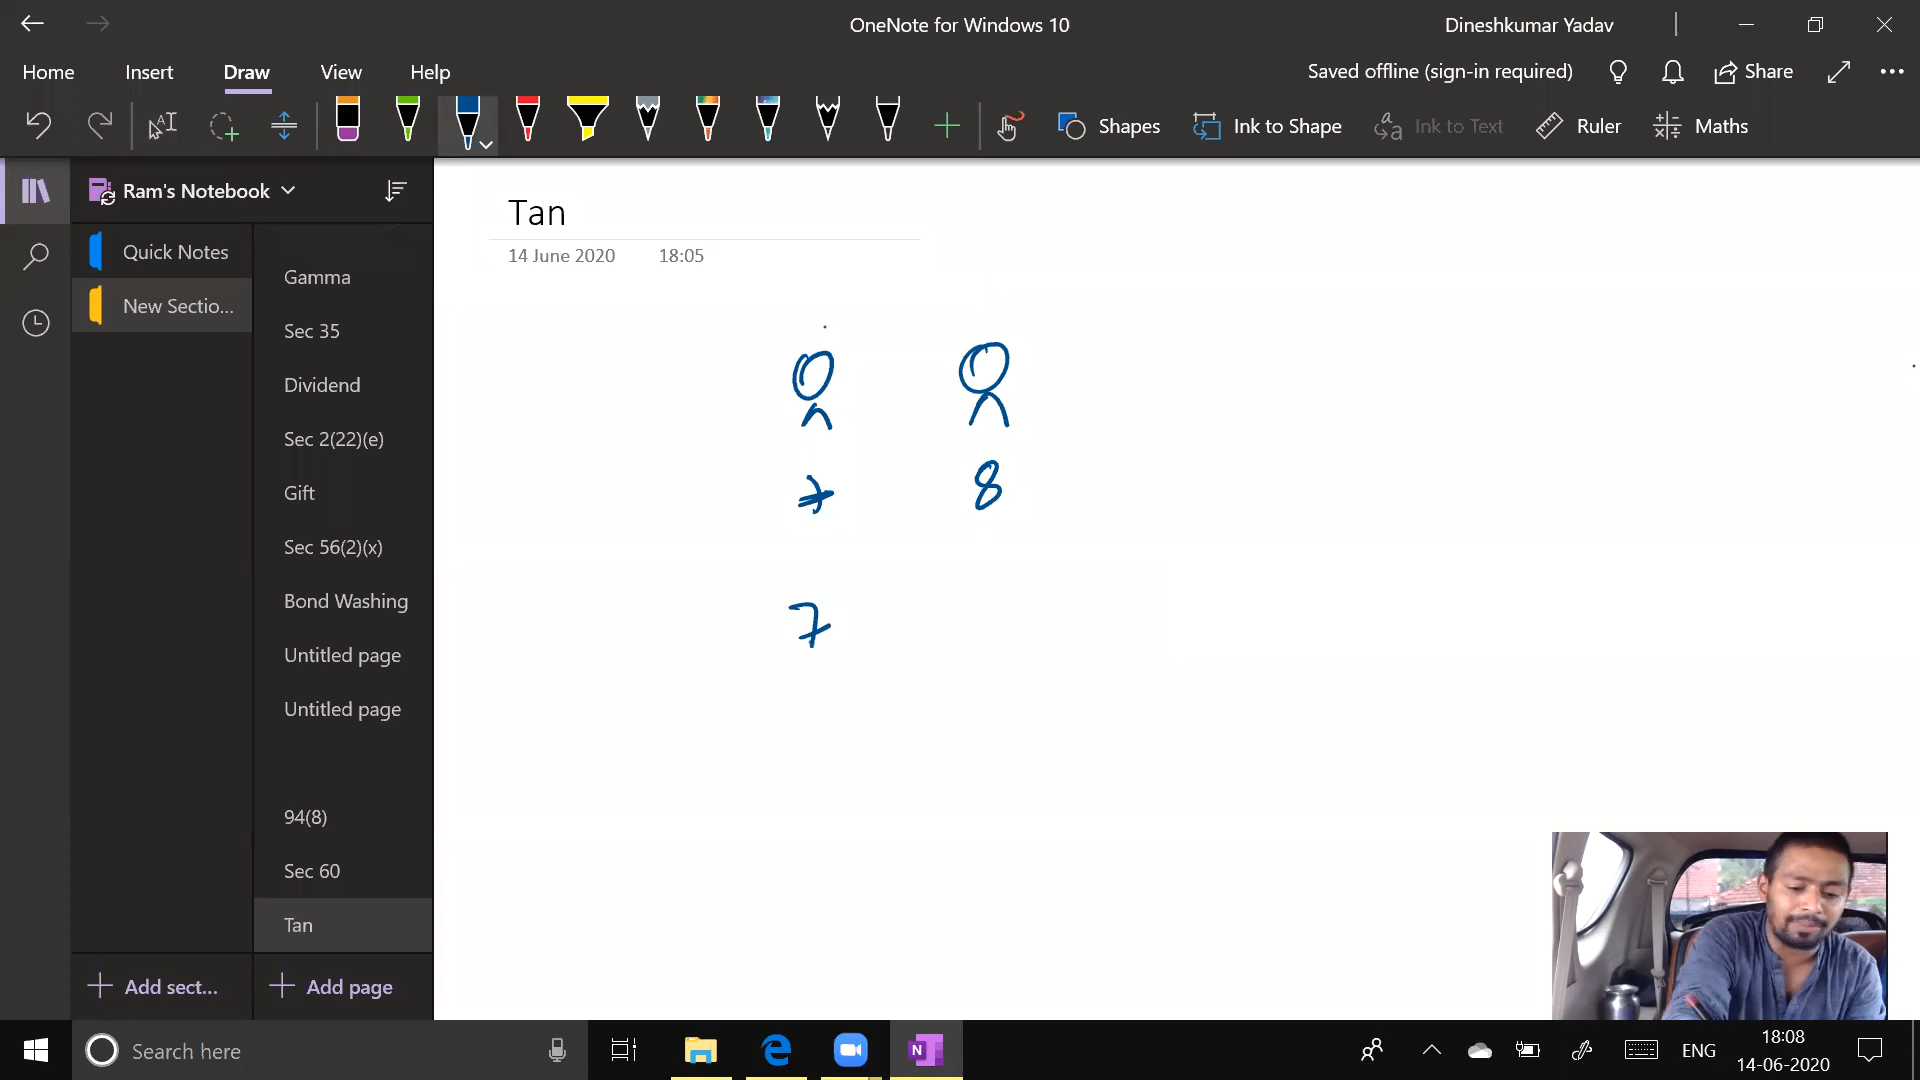 OneNote for Windows 10
Dineshkumar Yadav
Home Insert Draw View Help
Saved offline (sign-in required)
Share
Shapes
Ink to Shape
Ink to Text
Ruler
Maths
Ram's Notebook
Quick Notes
New Sectio...
Gamma
Sec 35
Dividend
Sec 2(22)(e)
Gift
Sec 56(2)(x)
Bond Washing
Untitled page
Untitled page
94(8)
Sec 60
Tan
Add sect...
Add page
Tan
14 June 2020 18:05
7 8
7
Search here
ENG
18:08
14-06-2020